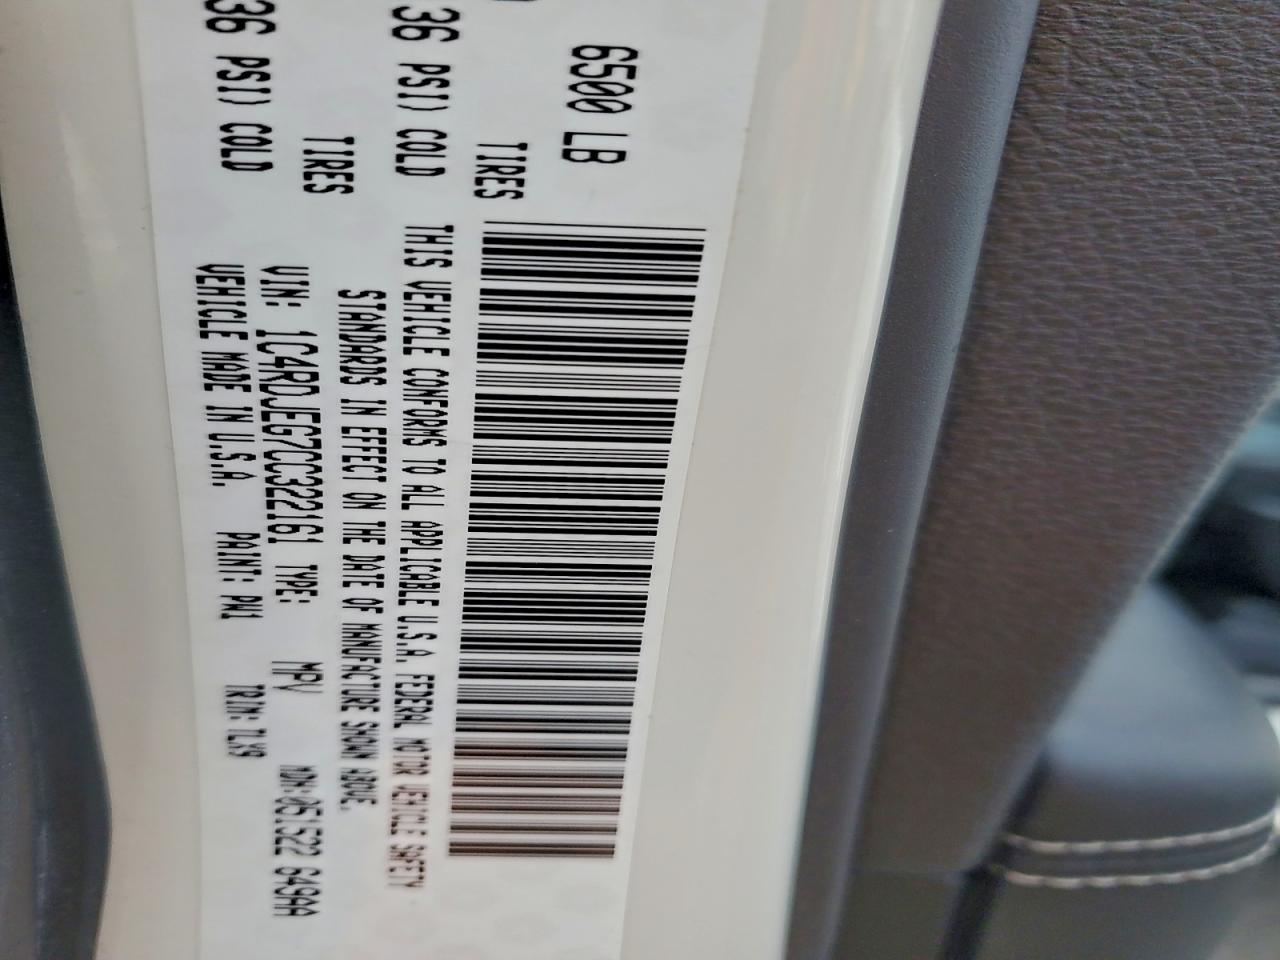 6500 LB
TIRES
36 PSI) COLD
THIS VEHICLE CONFORMS TO ALL APPLICABLE U.S.A. FEDERAL MOTOR VEHICLE SAFETY
STANDARDS IN EFFECT ON THE DATE OF MANUFACTURE SHOWN ABOVE.
TIRES
36 PSI) COLD
VIN: 1C4RDJEG7CC322161 TYPE: MPV MDH: 051522 649AA
VEHICLE MADE IN U.S.A. PAINT: PW1 TRIM: TLX9